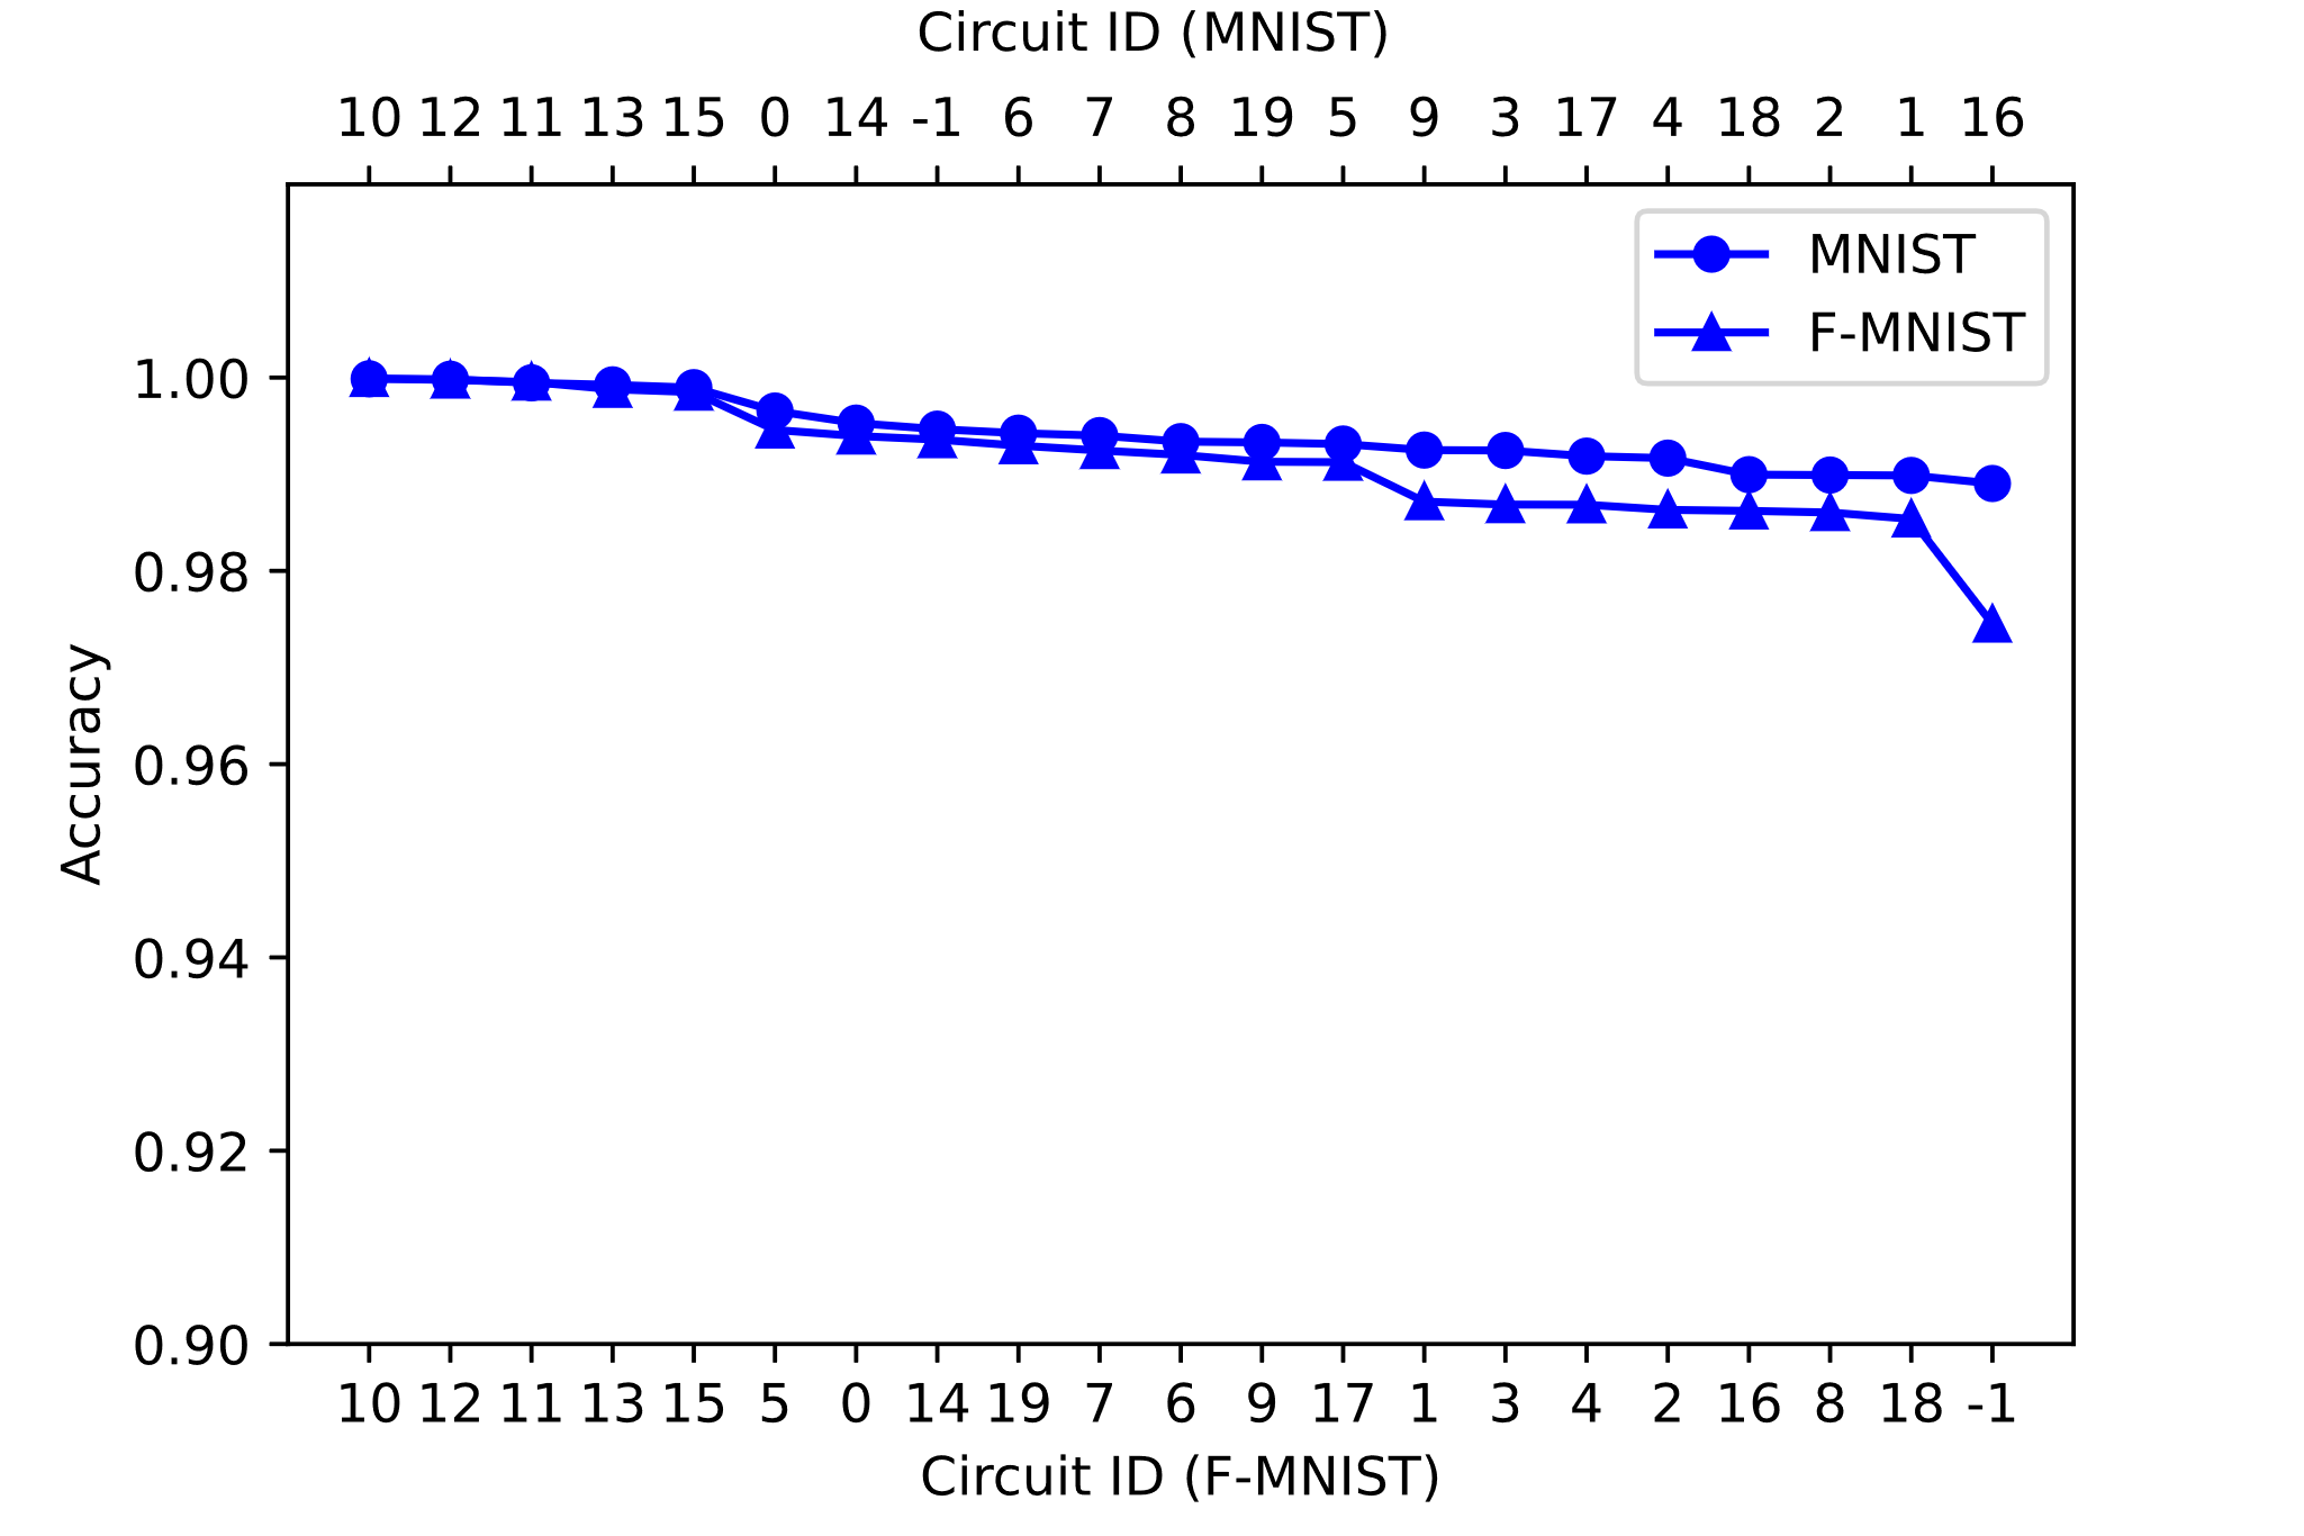 Circuit ID (MNIST)
10 12 11 13 15 0 14 -1 6 7 8 19 5 9 3 17 4 18 2 1 16
MNIST
F-MNIST
1.00
0.98
0.96
0.94
0.92
0.90
Accuracy
10 12 11 13 15 5 0 14 19 7 6 9 17 1 3 4 2 16 8 18 -1
Circuit ID (F-MNIST)